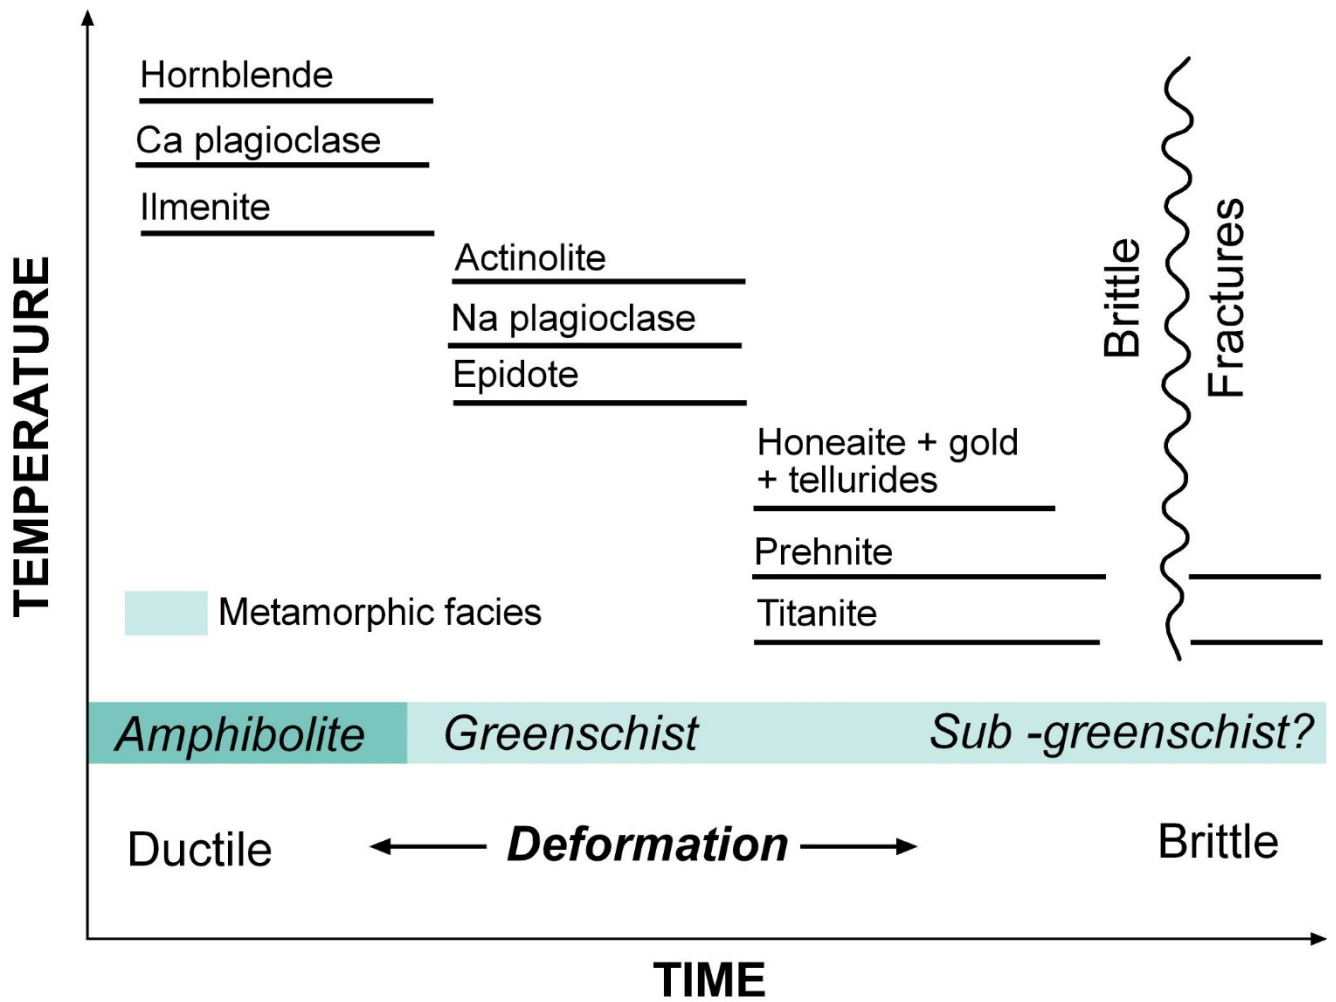 Hornblende
Ca plagioclase
Ilmenite
Actinolite
Na plagioclase
Epidote
Honeaite + gold
+ tellurides
Prehnite
Titanite
Brittle
Fractures
TEMPERATURE
Metamorphic facies
Amphibolite
Greenschist
Sub -greenschist?
Ductile
Deformation
Brittle
TIME